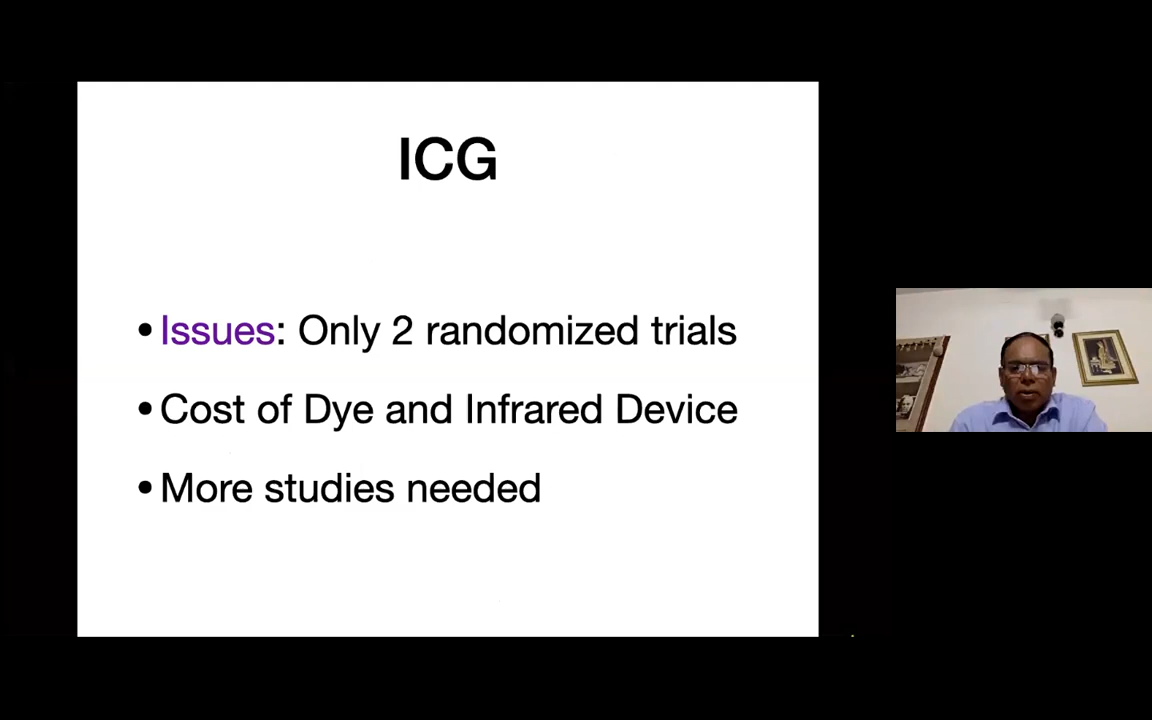 ICG
•Issues: Only 2 randomized trials
•Cost of Dye and Infrared Device
•More studies needed